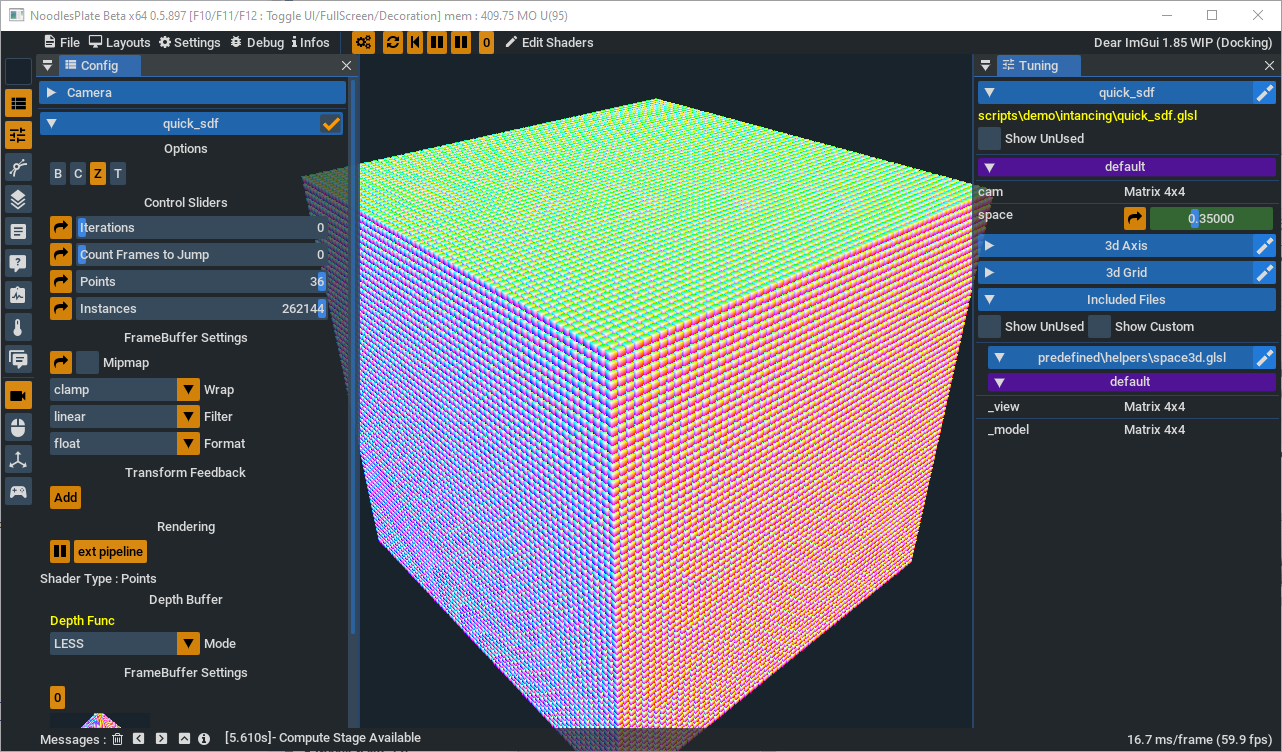 NoodlesPlate Beta x64 0.5.897 [F10/F11/F12 : Toggle UI/FullScreen/Decoration] mem : 409.75 MO U(95)
File Layouts Settings Debug Infos 0 Edit Shaders Dear ImGui 1.85 WIP (Docking)
Config
Camera
quick_sdf
Options
B C Z T
Control Sliders
Iterations 0
Count Frames to Jump 0
Points 36
Instances 262144
FrameBuffer Settings
Mipmap
clamp Wrap
linear Filter
float Format
Transform Feedback
Add
Rendering
ext pipeline
Shader Type : Points
Depth Buffer
Depth Func
LESS Mode
FrameBuffer Settings
0
Tuning
quick_sdf
scripts\demo\intancing\quick_sdf.glsl
Show UnUsed
default
cam Matrix 4x4
space 0.35000
3d Axis
3d Grid
Included Files
Show UnUsed Show Custom
predefined\helpers\space3d.glsl
default
_view Matrix 4x4
_model Matrix 4x4
Messages : [5.610s]- Compute Stage Available 16.7 ms/frame (59.9 fps)